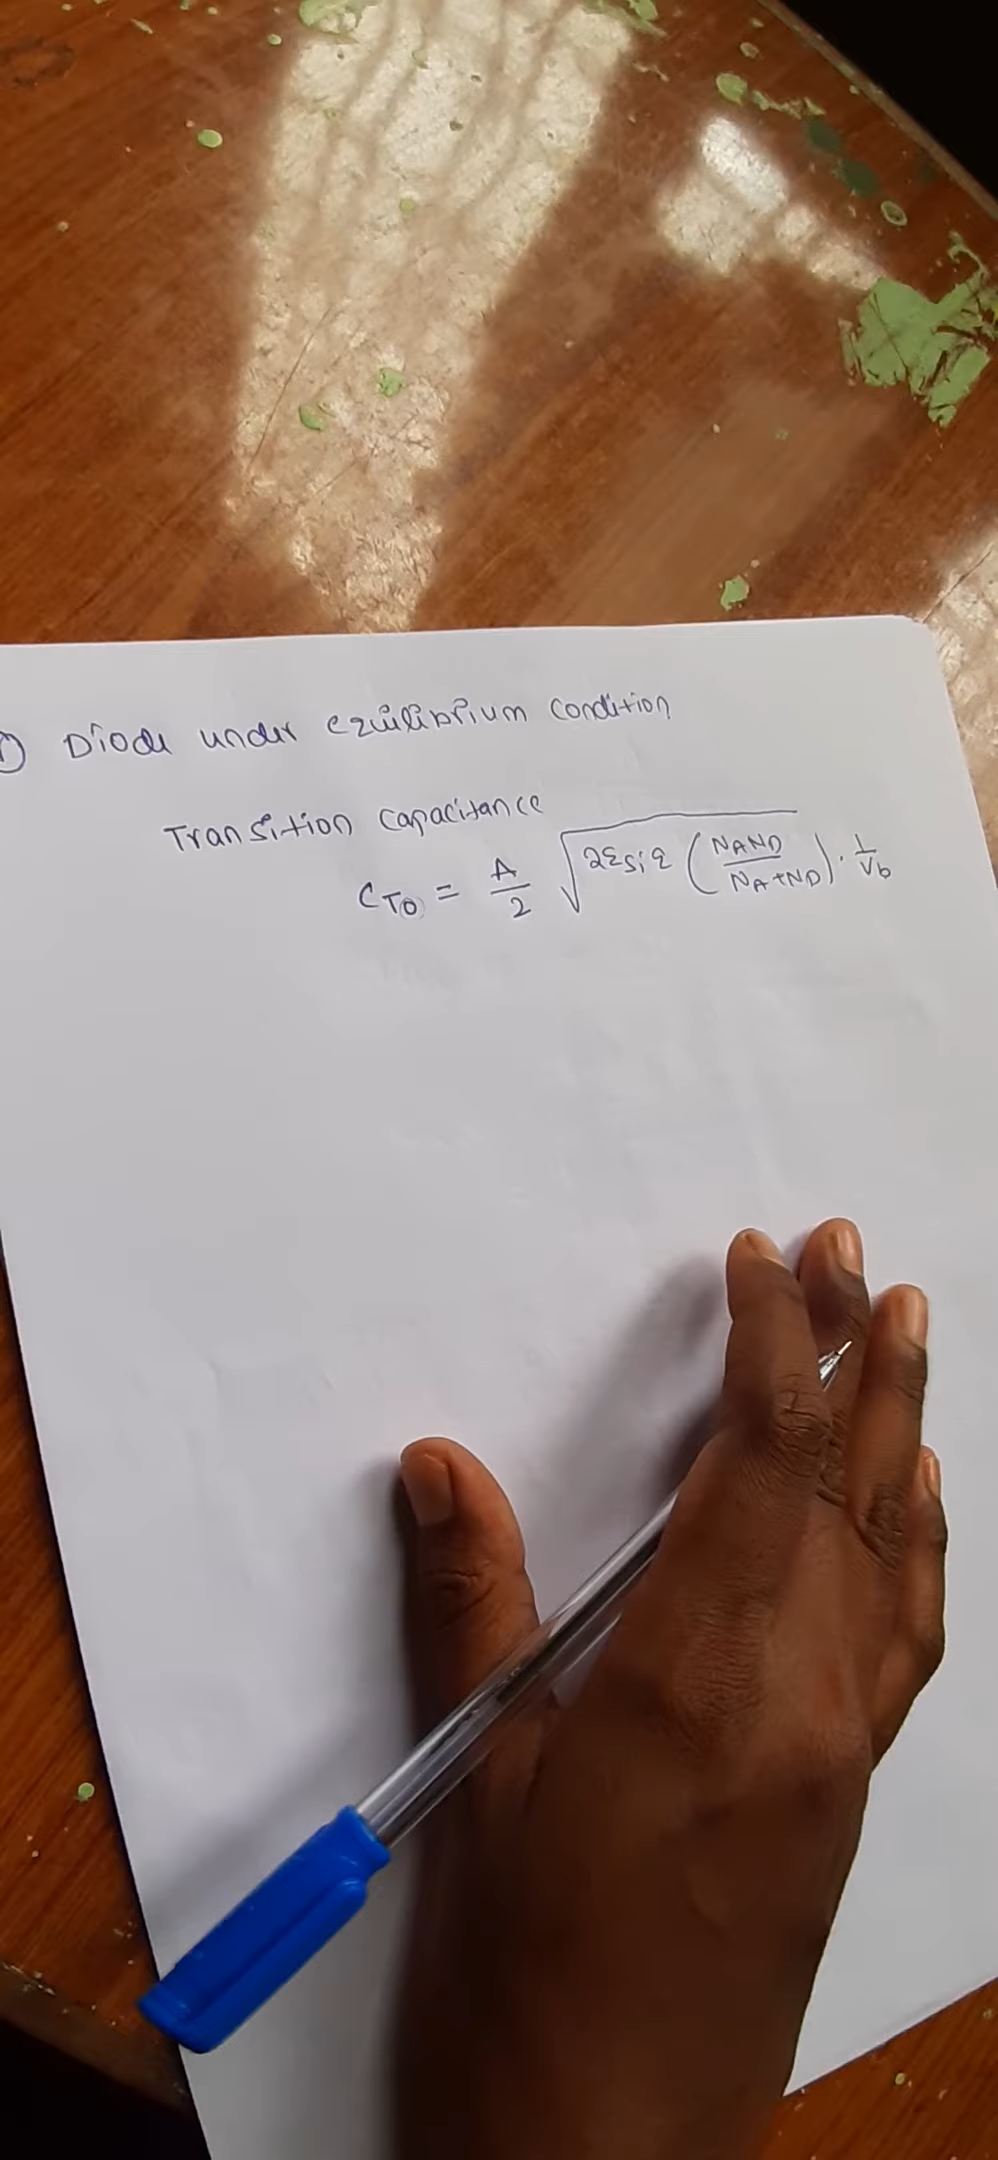 ① Diode under equilibrium condition
Transition capacitance
C_T0 = A/2 √(2ε_si q (N_A N_D / N_A + N_D) · 1/V_b)